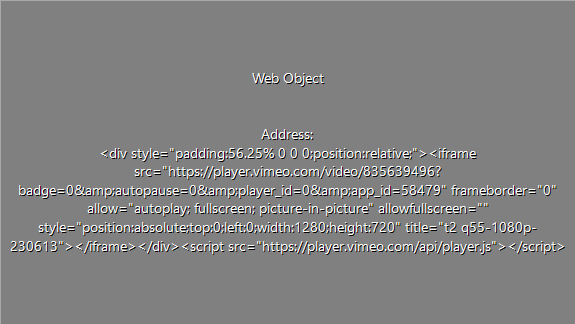 Web Object
Address:
<div style="padding:56.25% 0 0 0;position:relative;"><iframe
src="https://player.vimeo.com/video/835639496?
badge=0&amp;autopause=0&amp;player_id=0&amp;app_id=58479" frameborder="0"
allow="autoplay; fullscreen; picture-in-picture" allowfullscreen=""
style="position:absolute;top:0;left:0;width:1280;height:720" title="t2 q55-1080p-
230613"></iframe></div><script src="https://player.vimeo.com/api/player.js"></script>